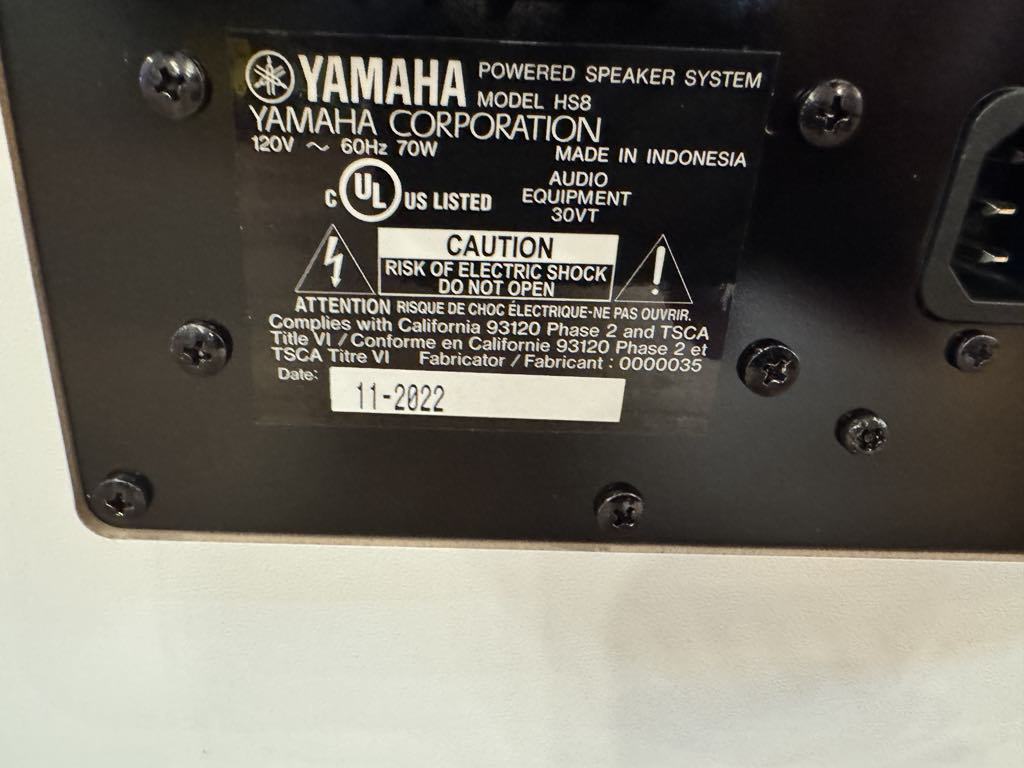 YAMAHA POWERED SPEAKER SYSTEM
MODEL HS8
YAMAHA CORPORATION
120V ~ 60Hz 70W MADE IN INDONESIA
C UL US LISTED
AUDIO
EQUIPMENT
30VT
CAUTION
RISK OF ELECTRIC SHOCK
DO NOT OPEN
!
ATTENTION RISQUE DE CHOC ÉLECTRIQUE-NE PAS OUVRIR.
Complies with California 93120 Phase 2 and TSCA
Title VI / Conforme en Californie 93120 Phase 2 et
TSCA Titre VI Fabricator / Fabricant : 0000035
Date: 11-2022